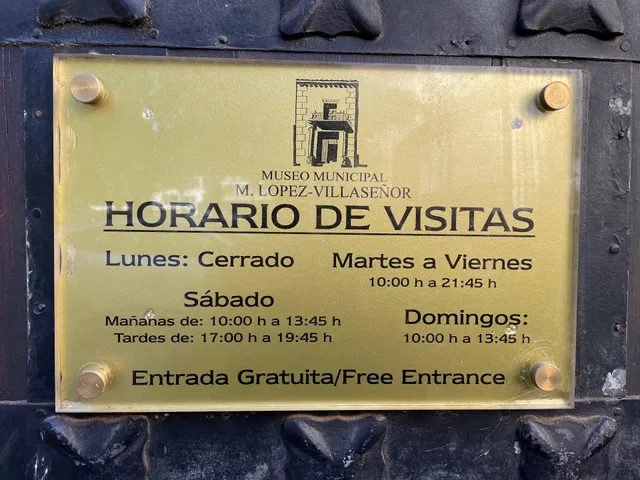 MUSEO MUNICIPAL
M. LOPEZ-VILLASEÑOR
HORARIO DE VISITAS
Lunes: Cerrado
Martes a Viernes
10:00 h a 21:45 h
Sábado
Mañanas de: 10:00 h a 13:45 h
Tardes de: 17:00 h a 19:45 h
Domingos:
10:00 h a 13:45 h
Entrada Gratuita/Free Entrance